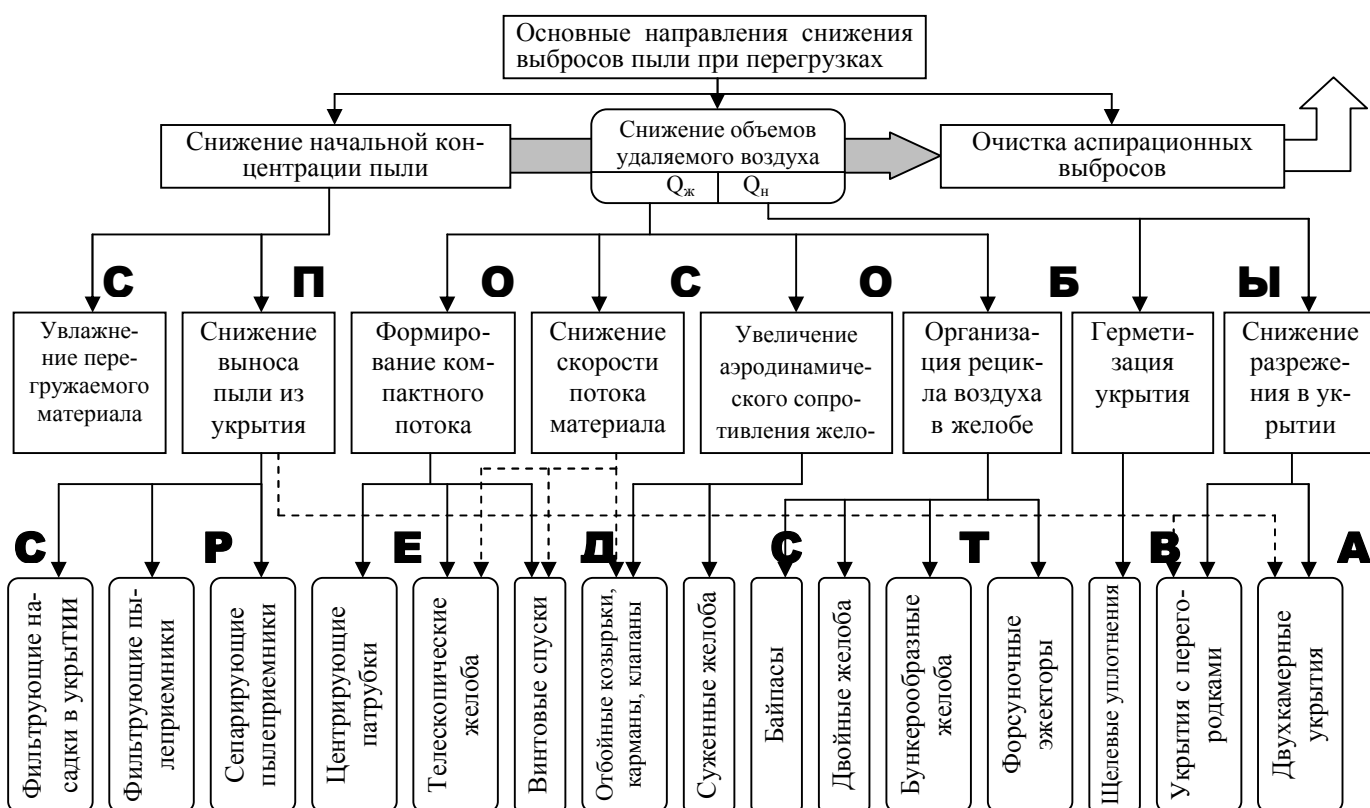 Основные направления снижения
выбросов пыли при перегрузках
Снижение начальной кон-
центрации пыли
Снижение объемов
удаляемого воздуха
Qж
Qн
Очистка аспирационных
выбросов
С П О С О Б Ы
Увлажне-
ние пере-
гружаемого
материала
Снижение
выноса
пыли из
укрытия
Формиро-
вание ком-
пактного
потока
Снижение
скорости
потока
материала
Увеличение
аэродинамиче-
ского сопро-
тивления жело-
Организа-
ция рецик-
ла воздуха
в желобе
Гермети-
зация
укрытия
Снижение
разреже-
ния в ук-
рытии
С Р Е Д С Т В А
Фильтрующие на-
садки в укрытии
Фильтрующие пы-
леприемники
Сепарирующие
пылеприемники
Центрирующие
патрубки
Телескопические
желоба
Винтовые спуски
Отбойные козырьки,
карманы, клапаны
Суженные желоба
Байпасы
Двойные желоба
Бункерообразные
желоба
Форсуночные
эжекторы
Щелевые уплотнения
Укрытия с перего-
родками
Двухкамерные
укрытия